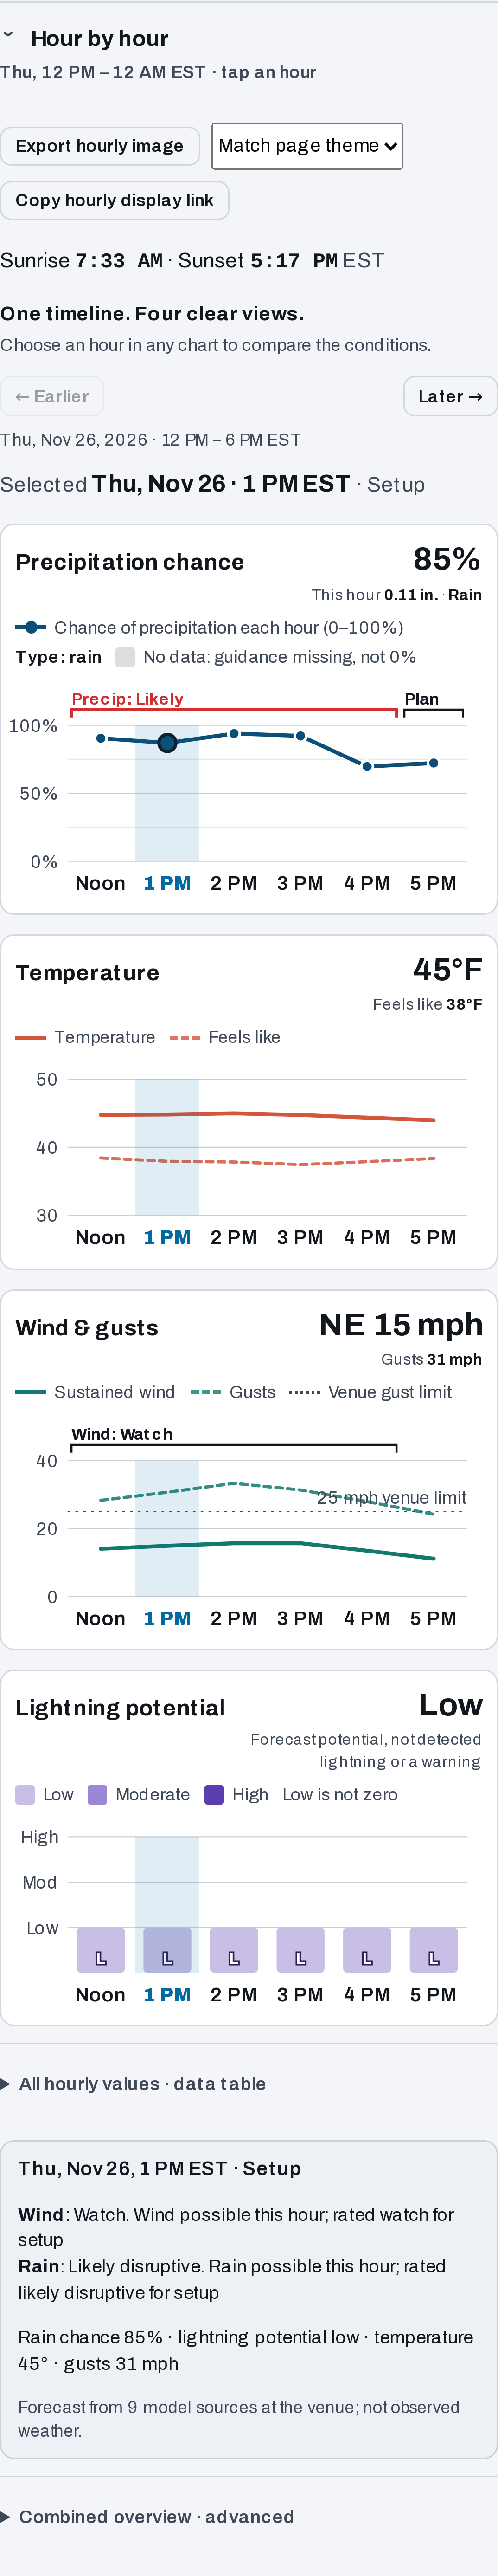 Hour by hour
Thu, 12 PM – 12 AM EST · tap an hour
Export hourly image
Match page theme
Copy hourly display link
Sunrise 7:33 AM · Sunset 5:17 PM EST
One timeline. Four clear views.
Choose an hour in any chart to compare the conditions.
← Earlier
Later →
Thu, Nov 26, 2026 · 12 PM – 6 PM EST
Selected Thu, Nov 26 · 1 PM EST · Setup
Precipitation chance
85%
This hour 0.11 in. · Rain
Chance of precipitation each hour (0–100%)
Type: rain
No data: guidance missing, not 0%
Precip: Likely
Plan
100%
50%
0%
Noon 1 PM 2 PM 3 PM 4 PM 5 PM
Temperature
45°F
Feels like 38°F
Temperature
Feels like
50
40
30
Noon 1 PM 2 PM 3 PM 4 PM 5 PM
Wind & gusts
NE 15 mph
Gusts 31 mph
Sustained wind
Gusts
Venue gust limit
Wind: Watch
40
25 mph venue limit
20
0
Noon 1 PM 2 PM 3 PM 4 PM 5 PM
Lightning potential
Low
Forecast potential, not detected
lightning or a warning
Low
Moderate
High
Low is not zero
High
Mod
Low
L L L L L L
Noon 1 PM 2 PM 3 PM 4 PM 5 PM
All hourly values · data table
Thu, Nov 26, 1 PM EST · Setup
Wind: Watch. Wind possible this hour; rated watch for
setup
Rain: Likely disruptive. Rain possible this hour; rated
likely disruptive for setup
Rain chance 85% · lightning potential low · temperature
45° · gusts 31 mph
Forecast from 9 model sources at the venue; not observed
weather.
Combined overview · advanced